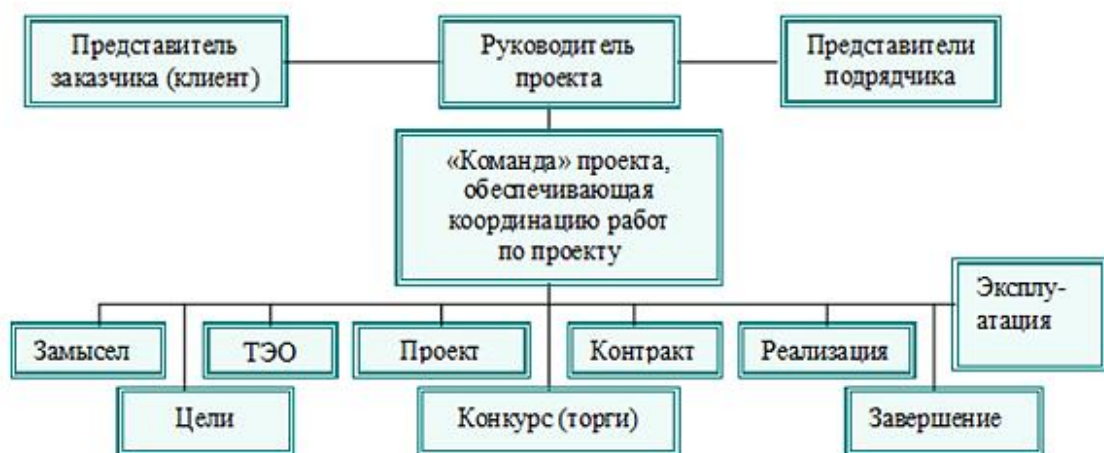 Представитель
заказчика (клиент)
Руководитель
проекта
Представители
подрядчика
«Команда» проекта,
обеспечивающая
координацию работ
по проекту
Эксплу-
атация
Замысел
ТЭО
Проект
Контракт
Реализация
Цели
Конкурс (торги)
Завершение